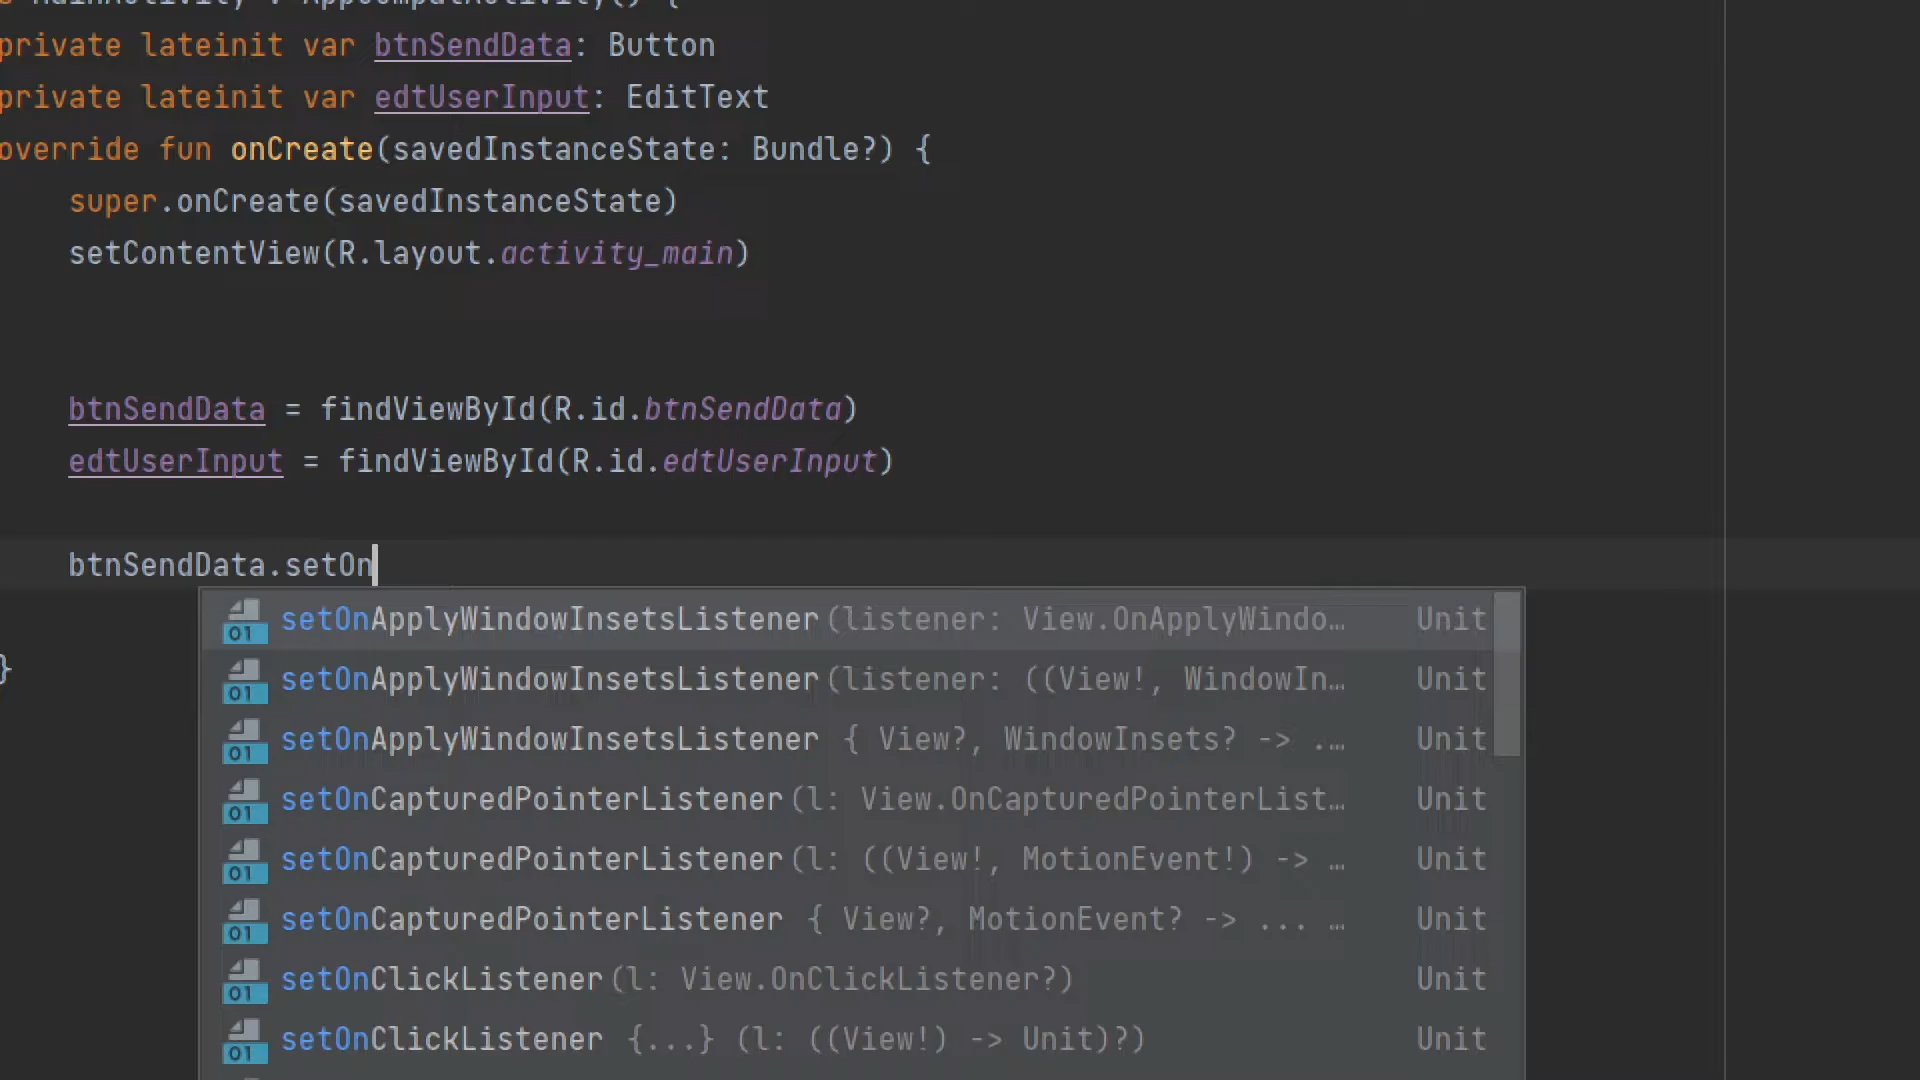 MainActivity : AppCompatActivity() {
private lateinit var btnSendData: Button
private lateinit var edtUserInput: EditText
override fun onCreate(savedInstanceState: Bundle?) {
super.onCreate(savedInstanceState)
setContentView(R.layout.activity_main)
btnSendData = findViewById(R.id.btnSendData)
edtUserInput = findViewById(R.id.edtUserInput)
btnSendData.setOn
setOnApplyWindowInsetsListener(listener: View.OnApplyWindo… Unit
setOnApplyWindowInsetsListener(listener: ((View!, WindowIn… Unit
setOnApplyWindowInsetsListener { View?, WindowInsets? -> .… Unit
setOnCapturedPointerListener(l: View.OnCapturedPointerList… Unit
setOnCapturedPointerListener(l: ((View!, MotionEvent!) -> … Unit
setOnCapturedPointerListener { View?, MotionEvent? -> ... … Unit
setOnClickListener(l: View.OnClickListener?) Unit
setOnClickListener {...} (l: ((View!) -> Unit)?) Unit
}